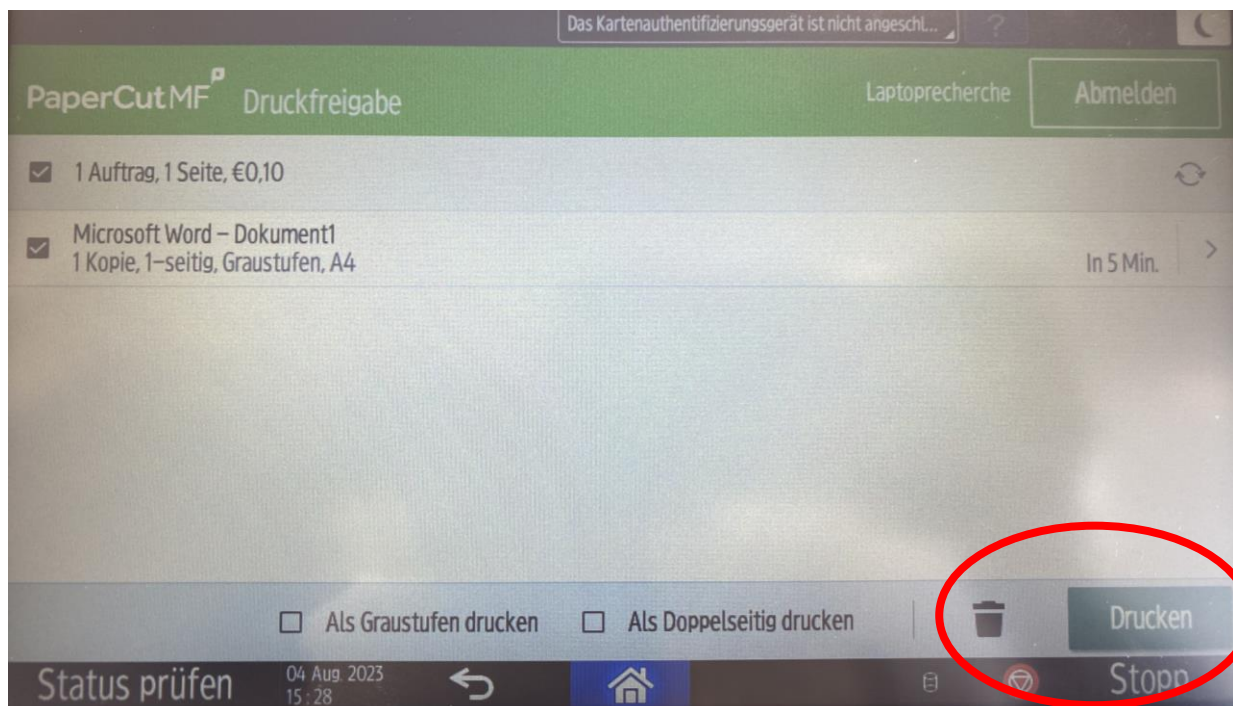 Das Kartenauthentifizierungsgerät ist nicht angeschl... ?
PaperCut MF Druckfreigabe Laptoprecherche Abmelden
1 Auftrag, 1 Seite, €0,10
Microsoft Word – Dokument1
1 Kopie, 1-seitig, Graustufen, A4 In 5 Min. >
Als Graustufen drucken Als Doppelseitig drucken Drucken
Status prüfen 04 Aug. 2023 Stopp
15:28